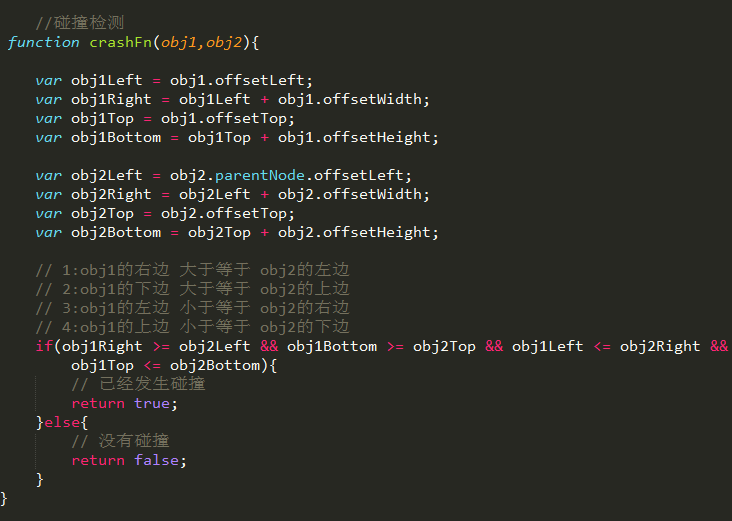 //碰撞检测
function crashFn(obj1,obj2){
var obj1Left = obj1.offsetLeft;
var obj1Right = obj1Left + obj1.offsetWidth;
var obj1Top = obj1.offsetTop;
var obj1Bottom = obj1Top + obj1.offsetHeight;
var obj2Left = obj2.parentNode.offsetLeft;
var obj2Right = obj2Left + obj2.offsetWidth;
var obj2Top = obj2.offsetTop;
var obj2Bottom = obj2Top + obj2.offsetHeight;
// 1:obj1的右边 大于等于 obj2的左边
// 2:obj1的下边 大于等于 obj2的上边
// 3:obj1的左边 小于等于 obj2的右边
// 4:obj1的上边 小于等于 obj2的下边
if(obj1Right >= obj2Left && obj1Bottom >= obj2Top && obj1Left <= obj2Right &&
obj1Top <= obj2Bottom){
// 已经发生碰撞
return true;
}else{
// 没有碰撞
return false;
}
}